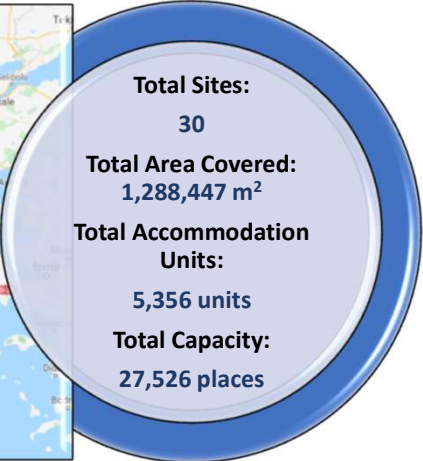 Total Sites:
30
Total Area Covered:
1,288,447 m²
Total Accommodation
Units:
5,356 units
Total Capacity:
27,526 places